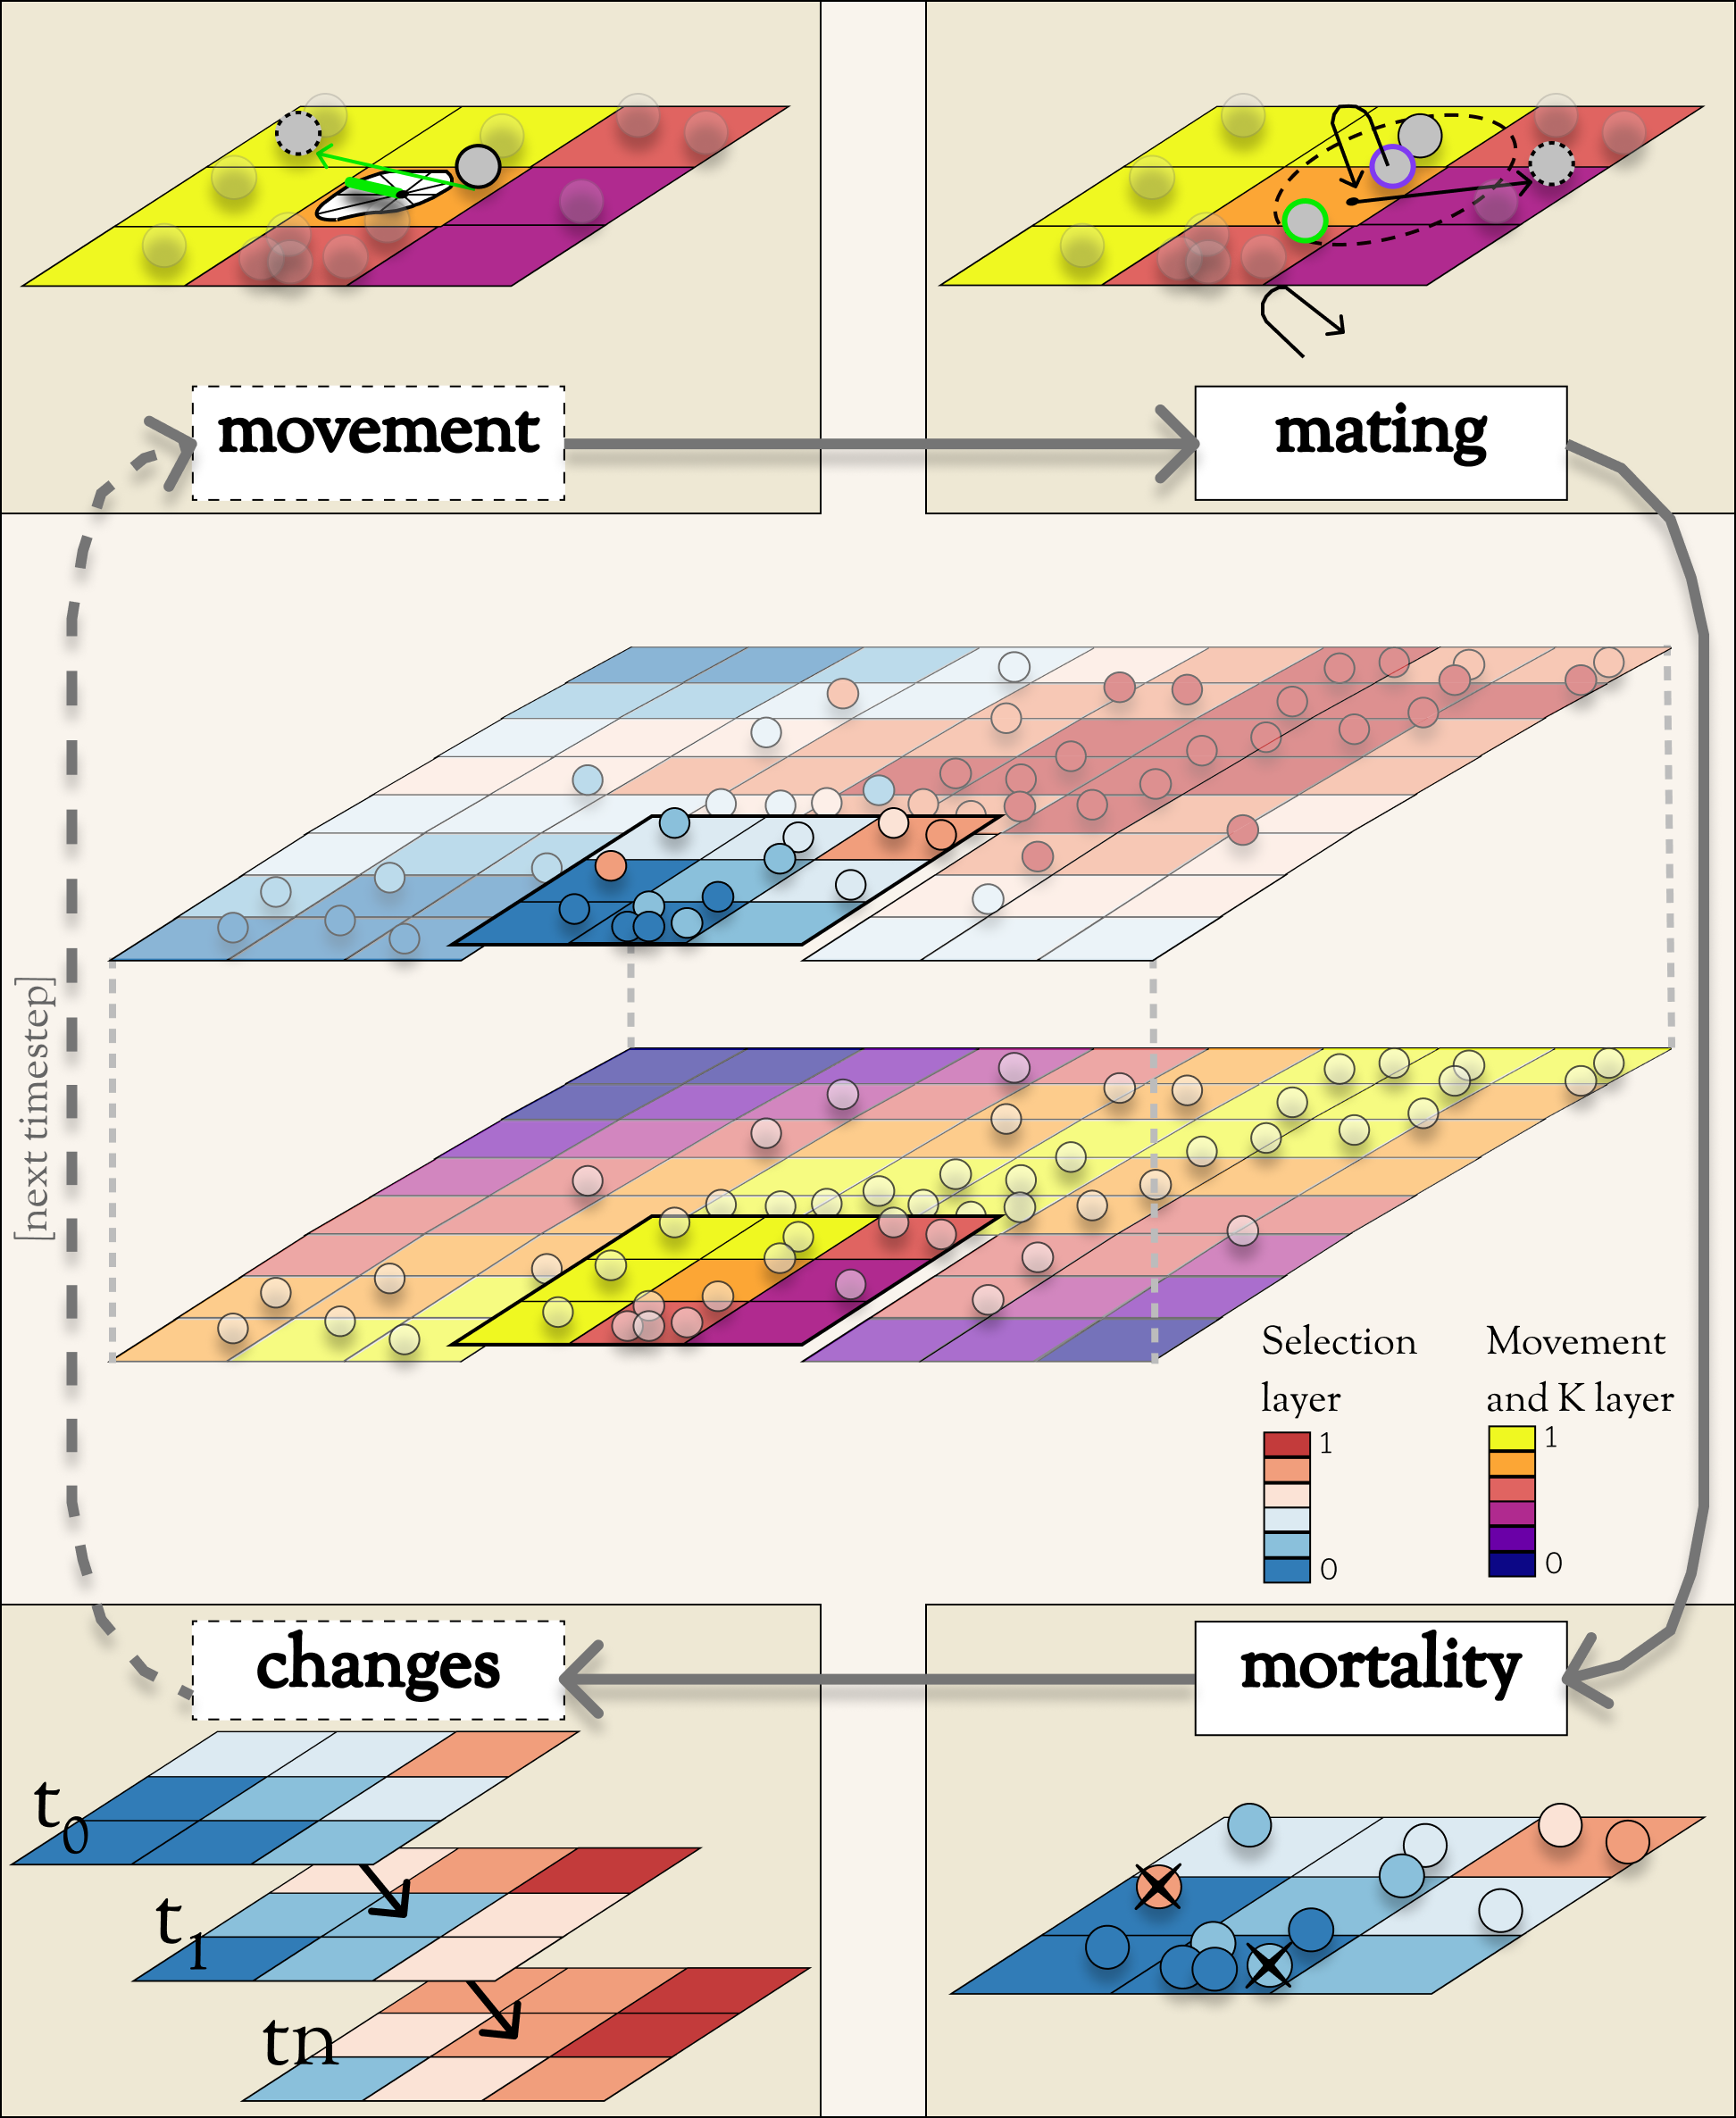 movement
mating
[next timestep]
Selection
layer
1
0
Movement
and K layer
1
0
changes
mortality
t0
t1
tn